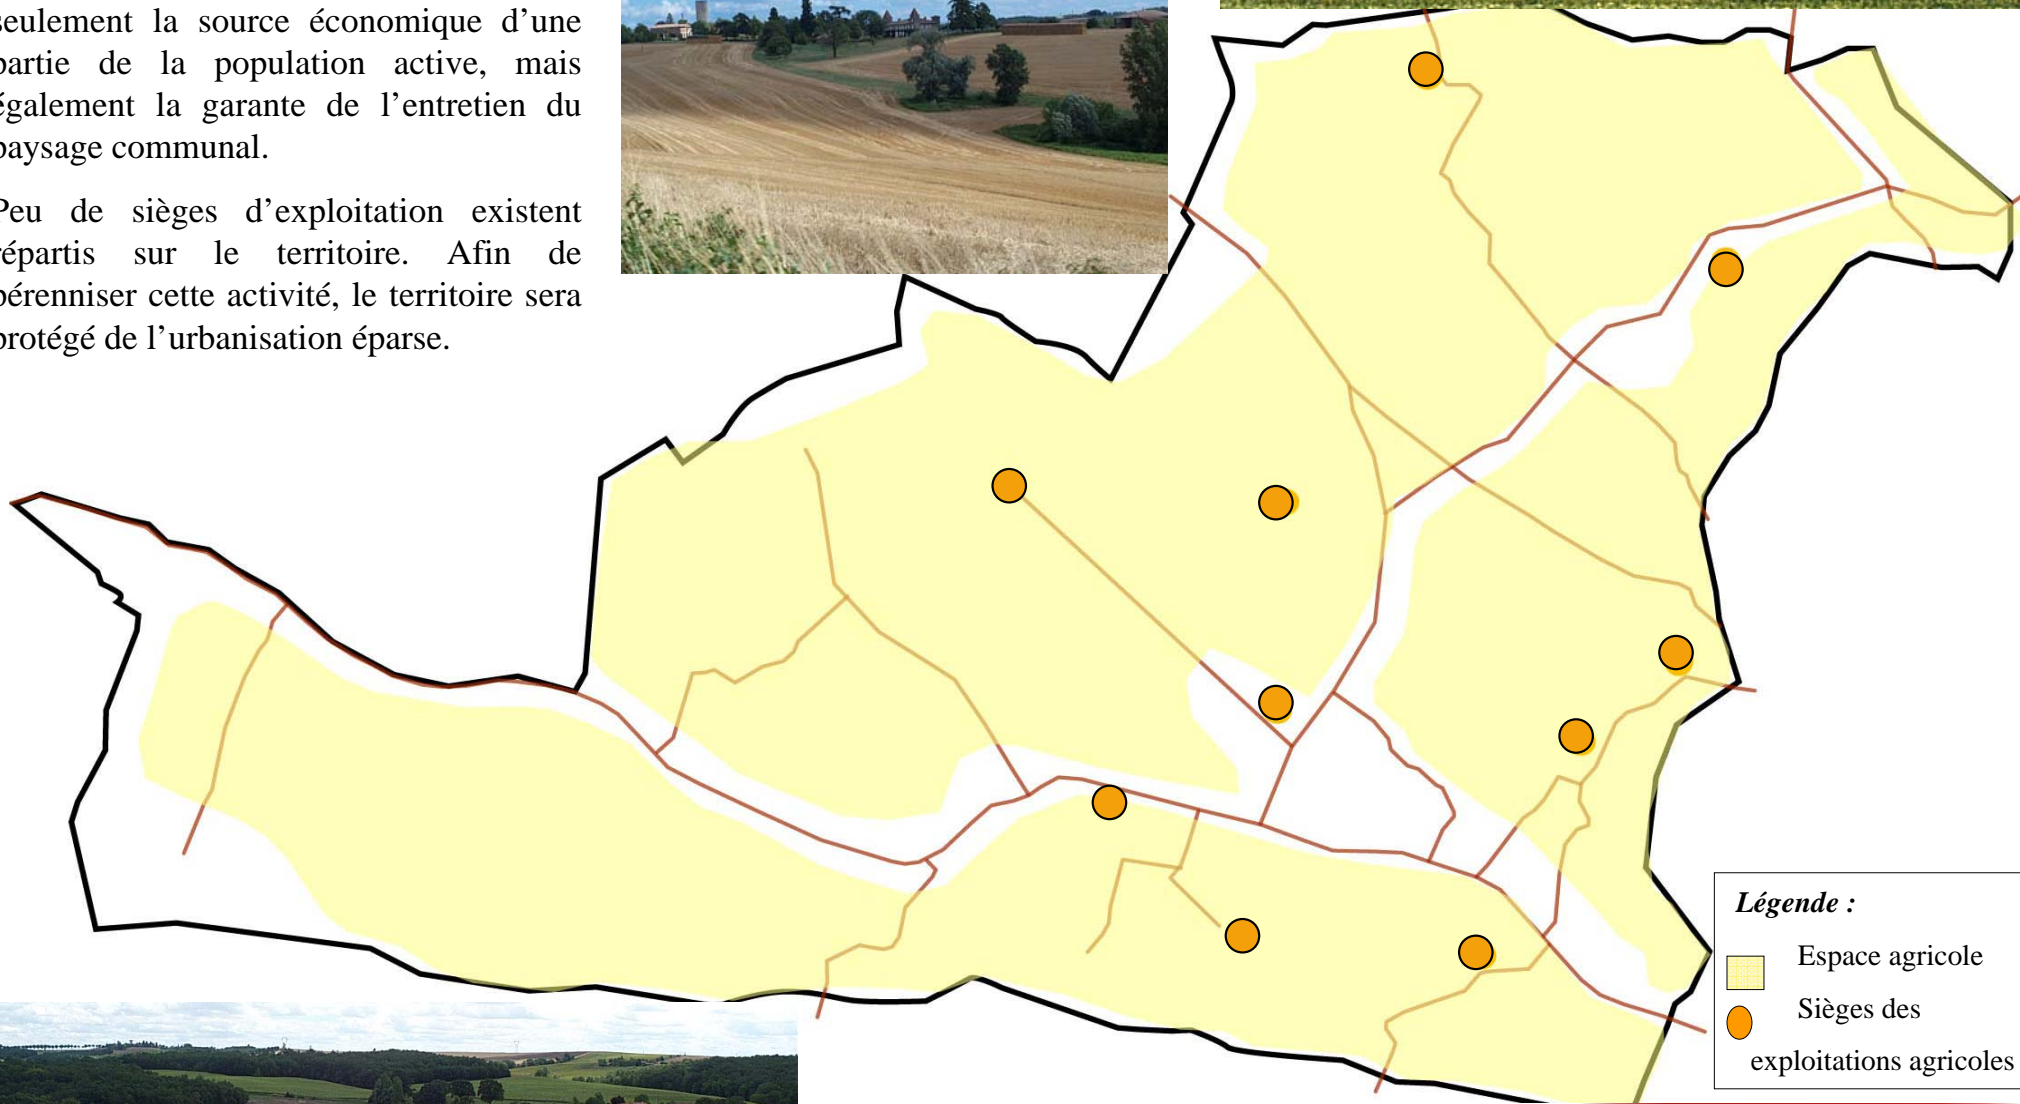 seulement la source économique d’une
partie de la population active, mais
également la garante de l’entretien du
paysage communal.
Peu de sièges d’exploitation existent
répartis sur le territoire. Afin de
pérenniser cette activité, le territoire sera
protégé de l’urbanisation éparse.
Légende :
Espace agricole
Sièges des
exploitations agricoles